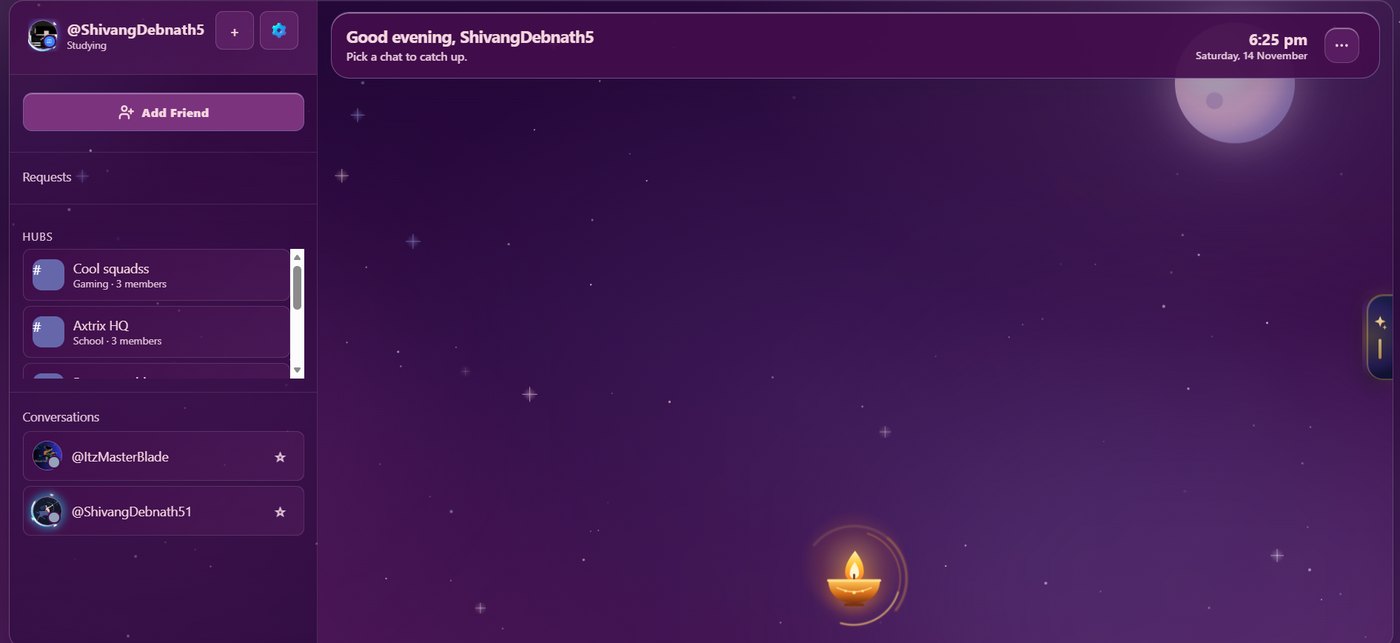 @ShivangDebnath5
Studying
+
Add Friend
Requests
HUBS
#
Cool squadss
Gaming · 3 members
#
Axtrix HQ
School · 3 members
Conversations
@ItzMasterBlade
@ShivangDebnath51
Good evening, ShivangDebnath5
Pick a chat to catch up.
6:25 pm
Saturday, 14 November
...